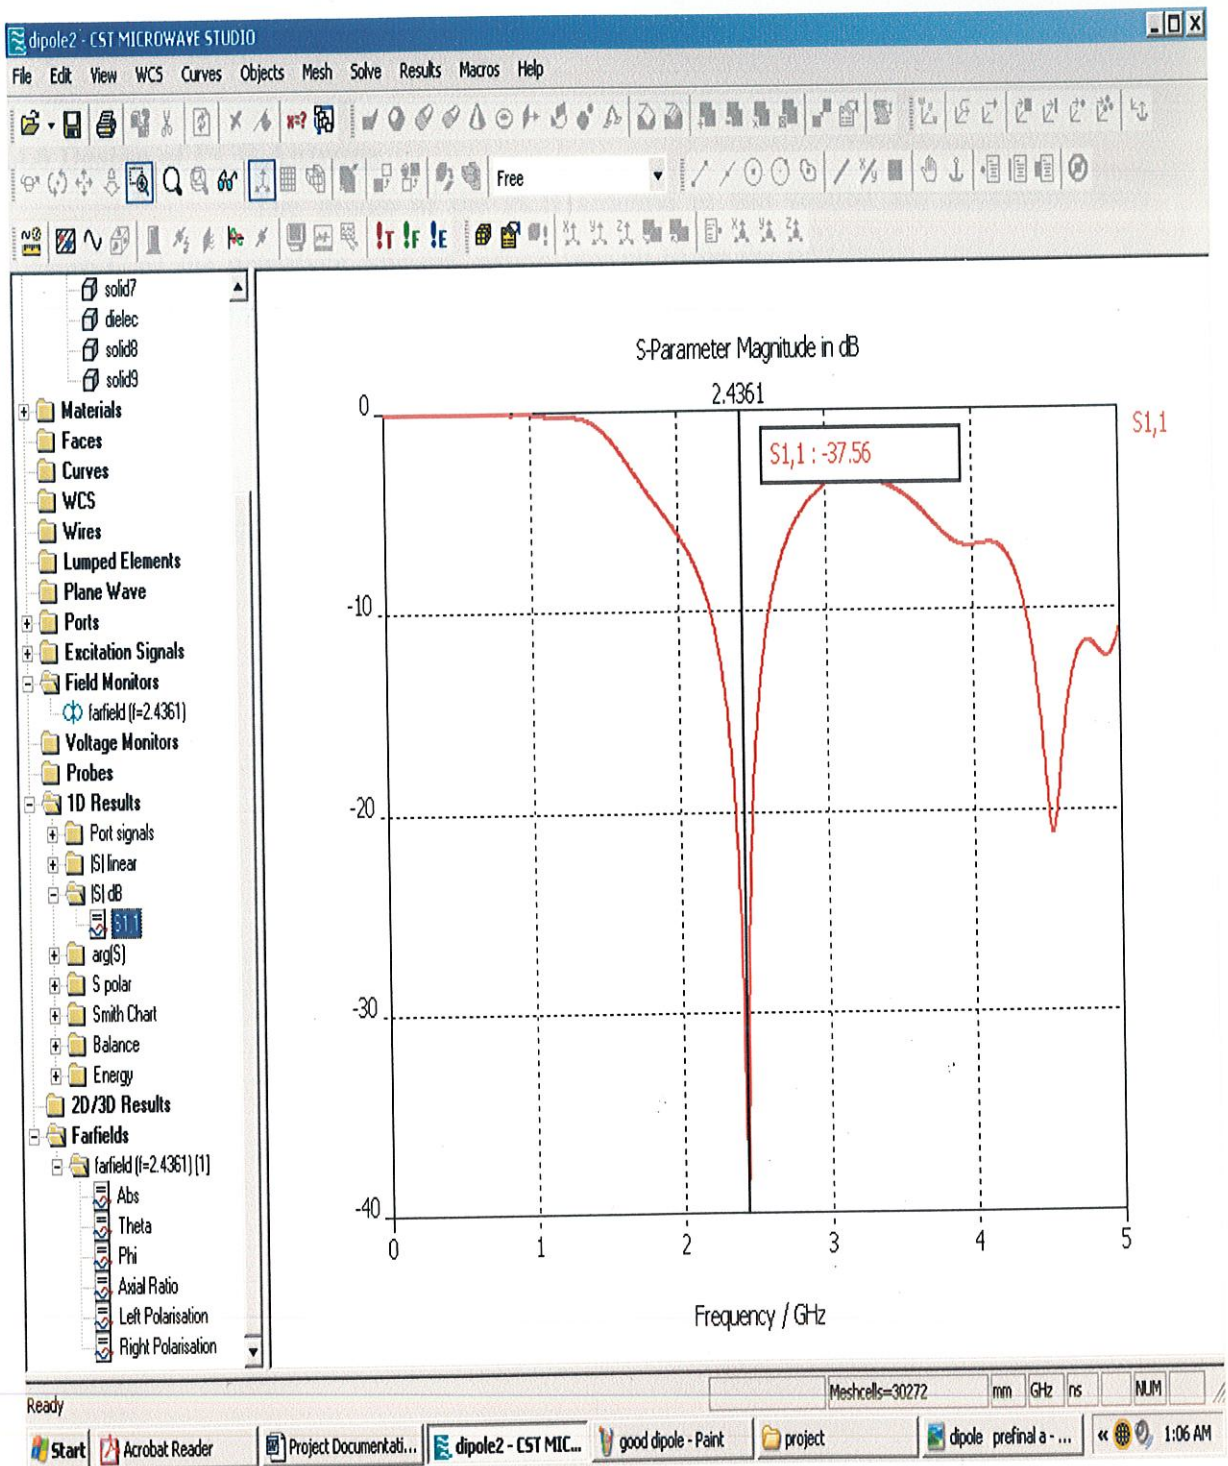 dipole2 - CST MICROWAVE STUDIO
File Edit View WCS Curves Objects Mesh Solve Results Macros Help
Free
!T !F !E
solid7
dielec
solid8
solid9
Materials
Faces
Curves
WCS
Wires
Lumped Elements
Plane Wave
Ports
Excitation Signals
Field Monitors
farfield (f=2.4361)
Voltage Monitors
Probes
1D Results
Port signals
|S| linear
|S| dB
S1,1
arg(S)
S polar
Smith Chart
Balance
Energy
2D/3D Results
Farfields
farfield (f=2.4361) [1]
Abs
Theta
Phi
Axial Ratio
Left Polarisation
Right Polarisation
S-Parameter Magnitude in dB
2.4361
S1,1
S1,1 : -37.56
0
-10
-20
-30
-40
0 1 2 3 4 5
Frequency / GHz
Ready Meshcells=30272 mm GHz ns NUM
Start Acrobat Reader Project Documentati... dipole2 - CST MIC... good dipole - Paint project dipole prefinal a - ... « 1:06 AM